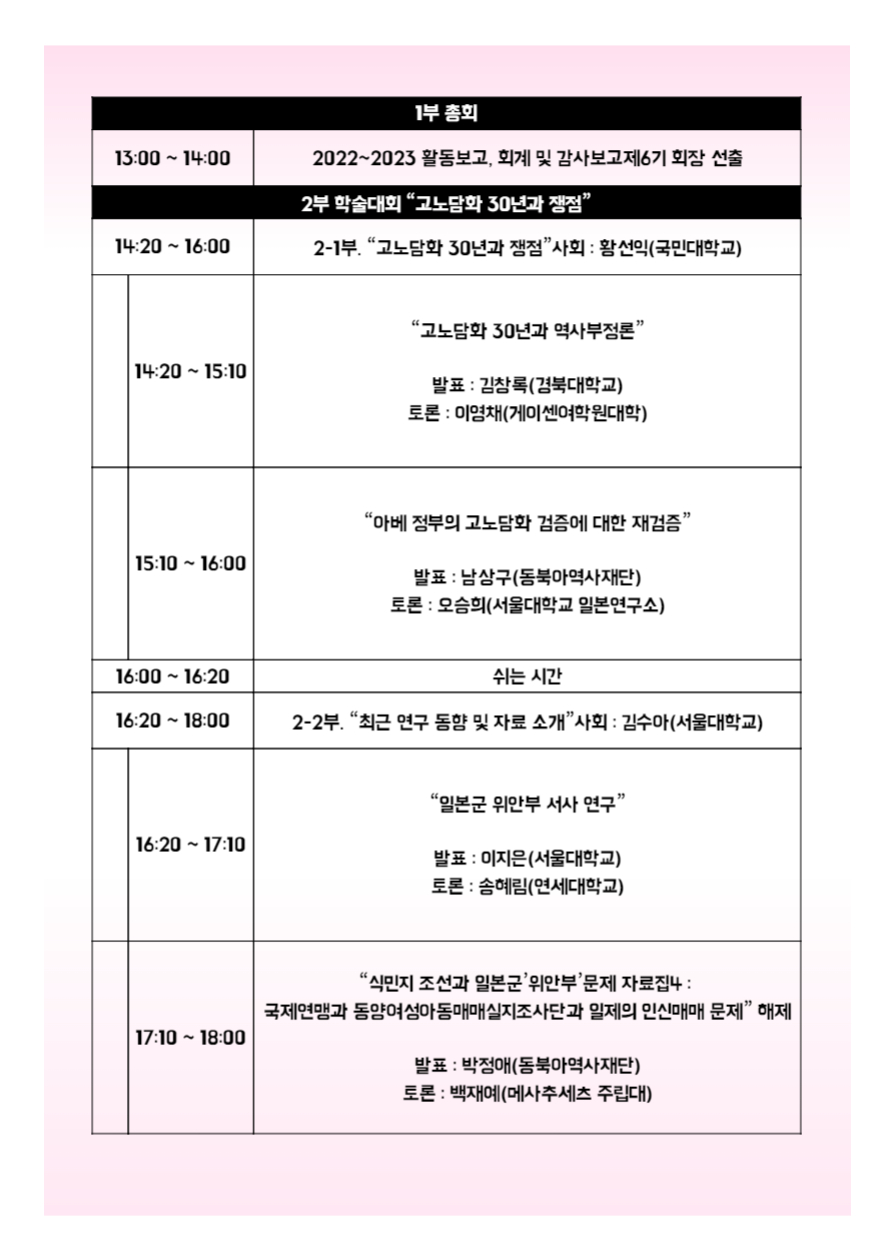 1부 총회
13:00 ~ 14:00 2022~2023 활동보고, 회계 및 감사보고제6기 회장 선출
2부 학술대회 “고노담화 30년과 쟁점”
14:20 ~ 16:00 2-1부. “고노담화 30년과 쟁점”사회 : 황선익(국민대학교)
“고노담화 30년과 역사부정론”
14:20 ~ 15:10
발표 : 김창록(경북대학교)
토론 : 이영채(게이센여학원대학)
“아베 정부의 고노담화 검증에 대한 재검증”
15:10 ~ 16:00
발표 : 남상구(동북아역사재단)
토론 : 오승희(서울대학교 일본연구소)
16:00 ~ 16:20 쉬는 시간
16:20 ~ 18:00 2-2부. “최근 연구 동향 및 자료 소개”사회 : 김수아(서울대학교)
“일본군 위안부 서사 연구”
16:20 ~ 17:10
발표 : 이지은(서울대학교)
토론 : 송혜림(연세대학교)
“식민지 조선과 일본군’위안부’문제 자료집4 :
국제연맹과 동양여성아동매매실지조사단과 일제의 인신매매 문제” 해제
17:10 ~ 18:00
발표 : 박정애(동북아역사재단)
토론 : 백재예(메사추세츠 주립대)